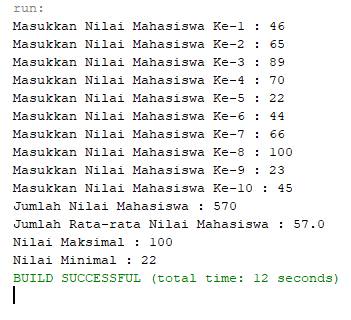 run:
Masukkan Nilai Mahasiswa Ke-1 : 46
Masukkan Nilai Mahasiswa Ke-2 : 65
Masukkan Nilai Mahasiswa Ke-3 : 89
Masukkan Nilai Mahasiswa Ke-4 : 70
Masukkan Nilai Mahasiswa Ke-5 : 22
Masukkan Nilai Mahasiswa Ke-6 : 44
Masukkan Nilai Mahasiswa Ke-7 : 66
Masukkan Nilai Mahasiswa Ke-8 : 100
Masukkan Nilai Mahasiswa Ke-9 : 23
Masukkan Nilai Mahasiswa Ke-10 : 45
Jumlah Nilai Mahasiswa : 570
Jumlah Rata-rata Nilai Mahasiswa : 57.0
Nilai Maksimal : 100
Nilai Minimal : 22
BUILD SUCCESSFUL (total time: 12 seconds)